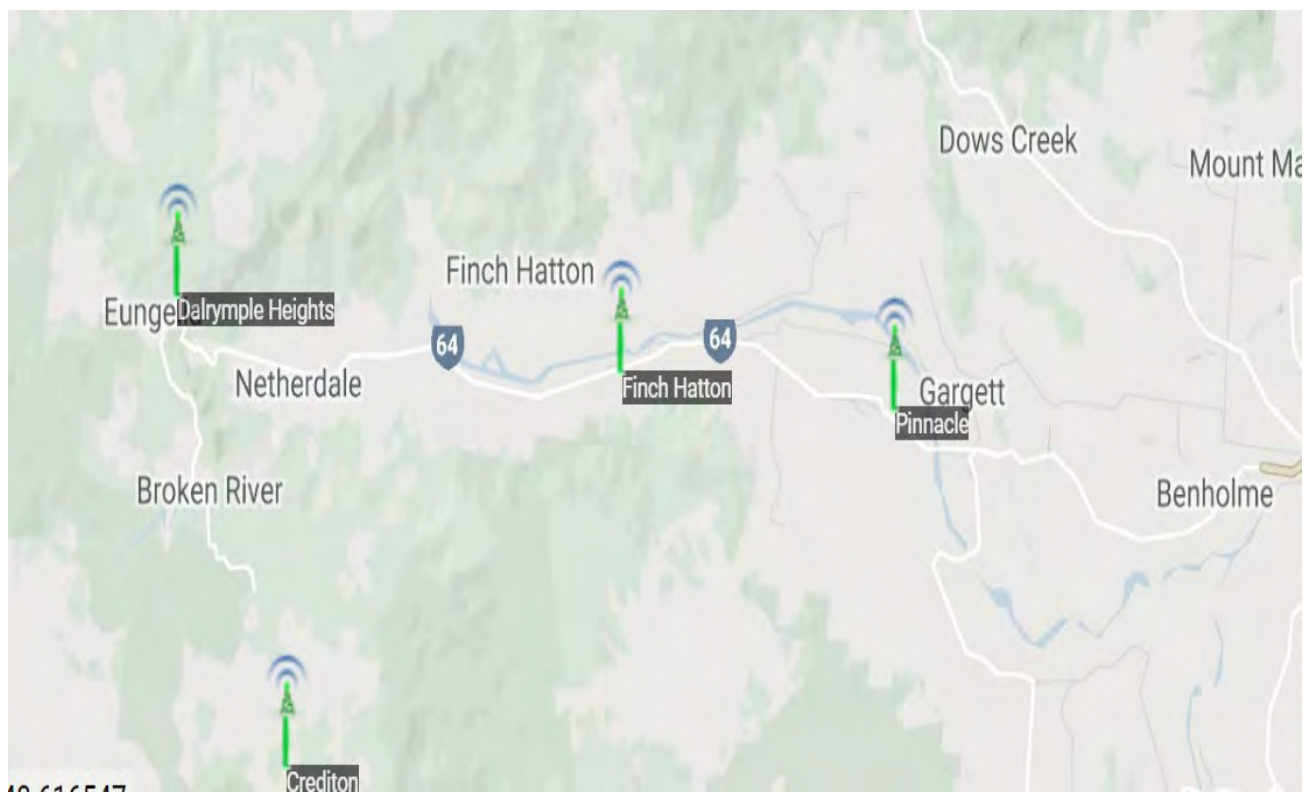 Dows Creek
Mount Ma
Finch Hatton
Dalrymple Heights
64
64
Netherdale
Finch Hatton
Gargett
Pinnacle
Broken River
Benholme
Crediton